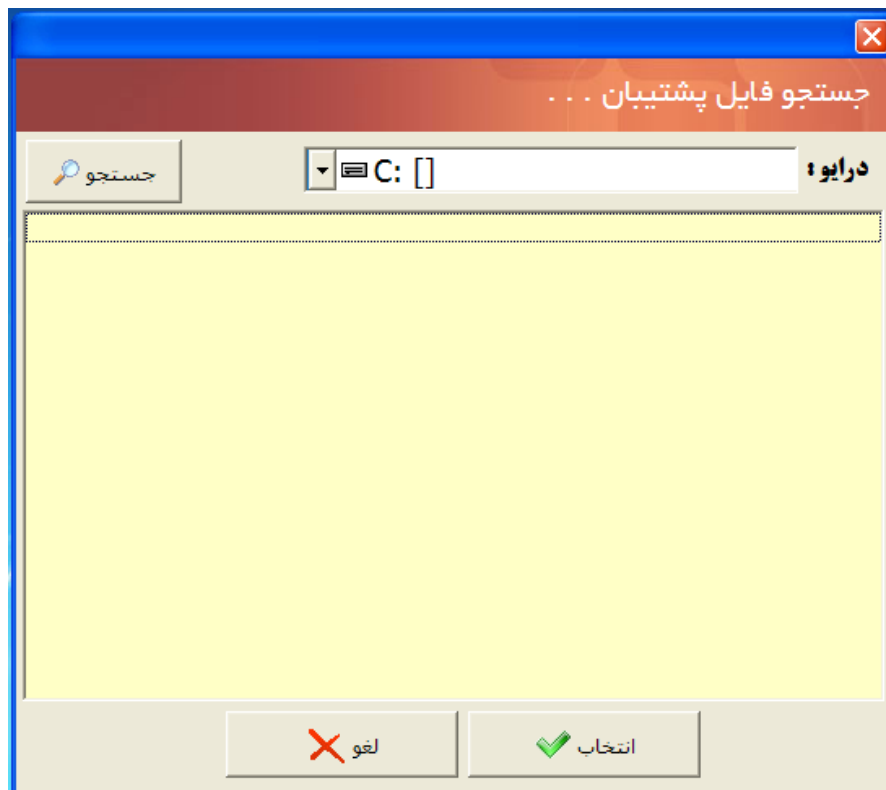 جستجو فایل پشتیبان . . .
درایو :
C: []
جستجو
انتخاب
لغو